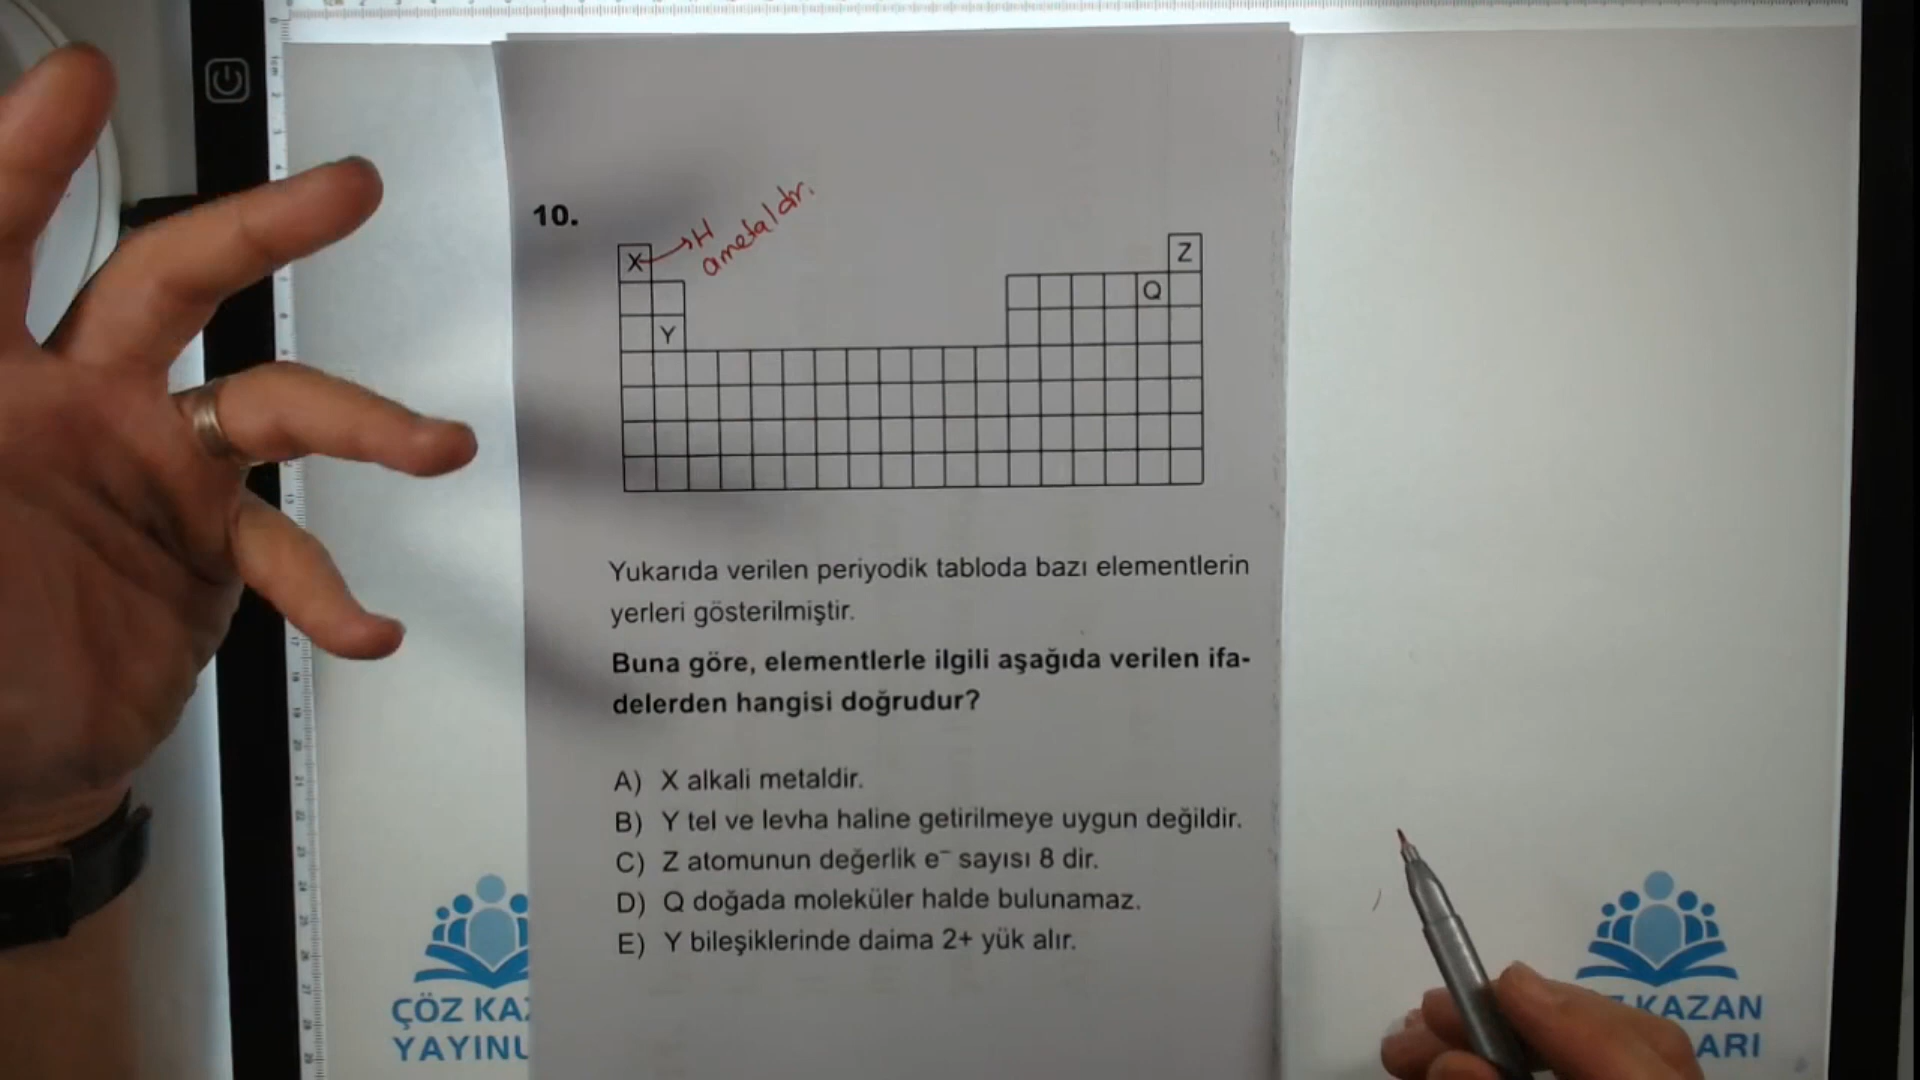 10.
X
→H
ametaldir.
Z
Q
Y
Yukarıda verilen periyodik tabloda bazı elementlerin
yerleri gösterilmiştir.
Buna göre, elementlerle ilgili aşağıda verilen ifa-
delerden hangisi doğrudur?
A) X alkali metaldir.
B) Y tel ve levha haline getirilmeye uygun değildir.
C) Z atomunun değerlik e⁻ sayısı 8 dir.
D) Q doğada moleküler halde bulunamaz.
E) Y bileşiklerinde daima 2+ yük alır.
ÇÖZ KA
YAYINL
KAZAN
ARI